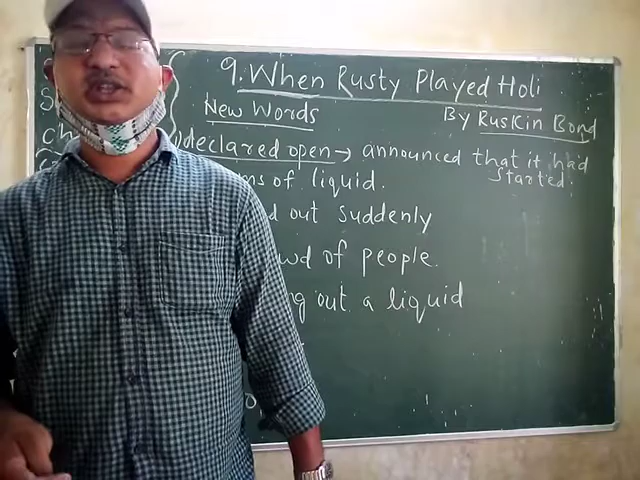 9. When Rusty Played Holi
New Words
By Ruskin Bond
declared open → announced that it had
started.
of liquid.
out suddenly
of people.
out a liquid